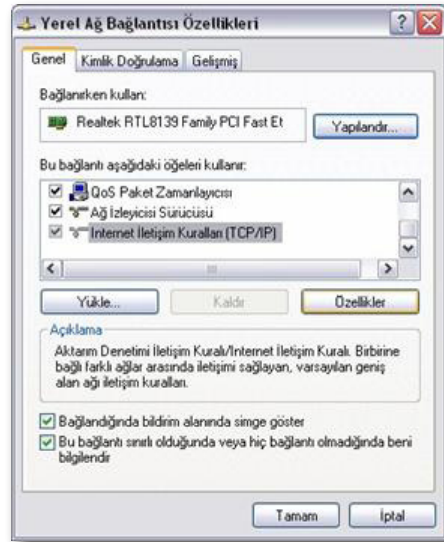 Yerel Ağ Bağlantısı Özellikleri
Genel Kimlik Doğrulama Gelişmiş
Bağlanırken kullan:
Realtek RTL8139 Family PCI Fast Et
Yapılandır...
Bu bağlantı aşağıdaki öğeleri kullanır:
QoS Paket Zamanlayıcısı
Ağ İzleyicisi Sürücüsü
Internet İletişim Kuralları (TCP/IP)
Yükle... Kaldır Özellikler
Açıklama
Aktarım Denetimi İletişim Kuralı/Internet İletişim Kuralı. Birbirine
bağlı farklı ağlar arasında iletişimi sağlayan, varsayılan geniş
alan ağı iletişim kuralları.
Bağlandığında bildirim alanında simge göster
Bu bağlantı sınırlı olduğunda veya hiç bağlantı olmadığında beni
bilgilendir
Tamam İptal